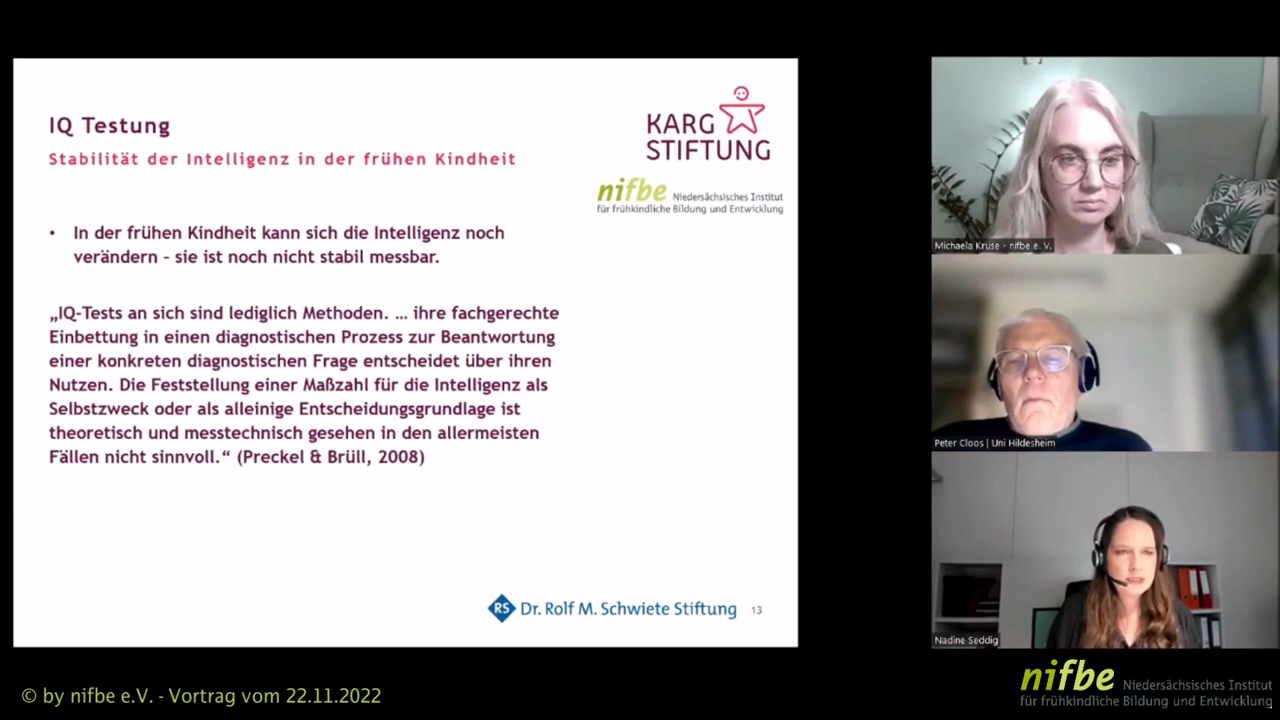 IQ Testung
Stabilität der Intelligenz in der frühen Kindheit
KARG
STIFTUNG
nifbe Niedersächsisches Institut
für frühkindliche Bildung und Entwicklung
• In der frühen Kindheit kann sich die Intelligenz noch
verändern – sie ist noch nicht stabil messbar.
„IQ-Tests an sich sind lediglich Methoden. … ihre fachgerechte
Einbettung in einen diagnostischen Prozess zur Beantwortung
einer konkreten diagnostischen Frage entscheidet über ihren
Nutzen. Die Feststellung einer Maßzahl für die Intelligenz als
Selbstzweck oder als alleinige Entscheidungsgrundlage ist
theoretisch und messtechnisch gesehen in den allermeisten
Fällen nicht sinnvoll.“ (Preckel & Brüll, 2008)
RS Dr. Rolf M. Schwiete Stiftung 13
Michaela Kruse - nifbe e. V.
Peter Cloos | Uni Hildesheim
Nadine Seddig
© by nifbe e.V. - Vortrag vom 22.11.2022
nifbe Niedersächsisches Institut
für frühkindliche Bildung und Entwicklung